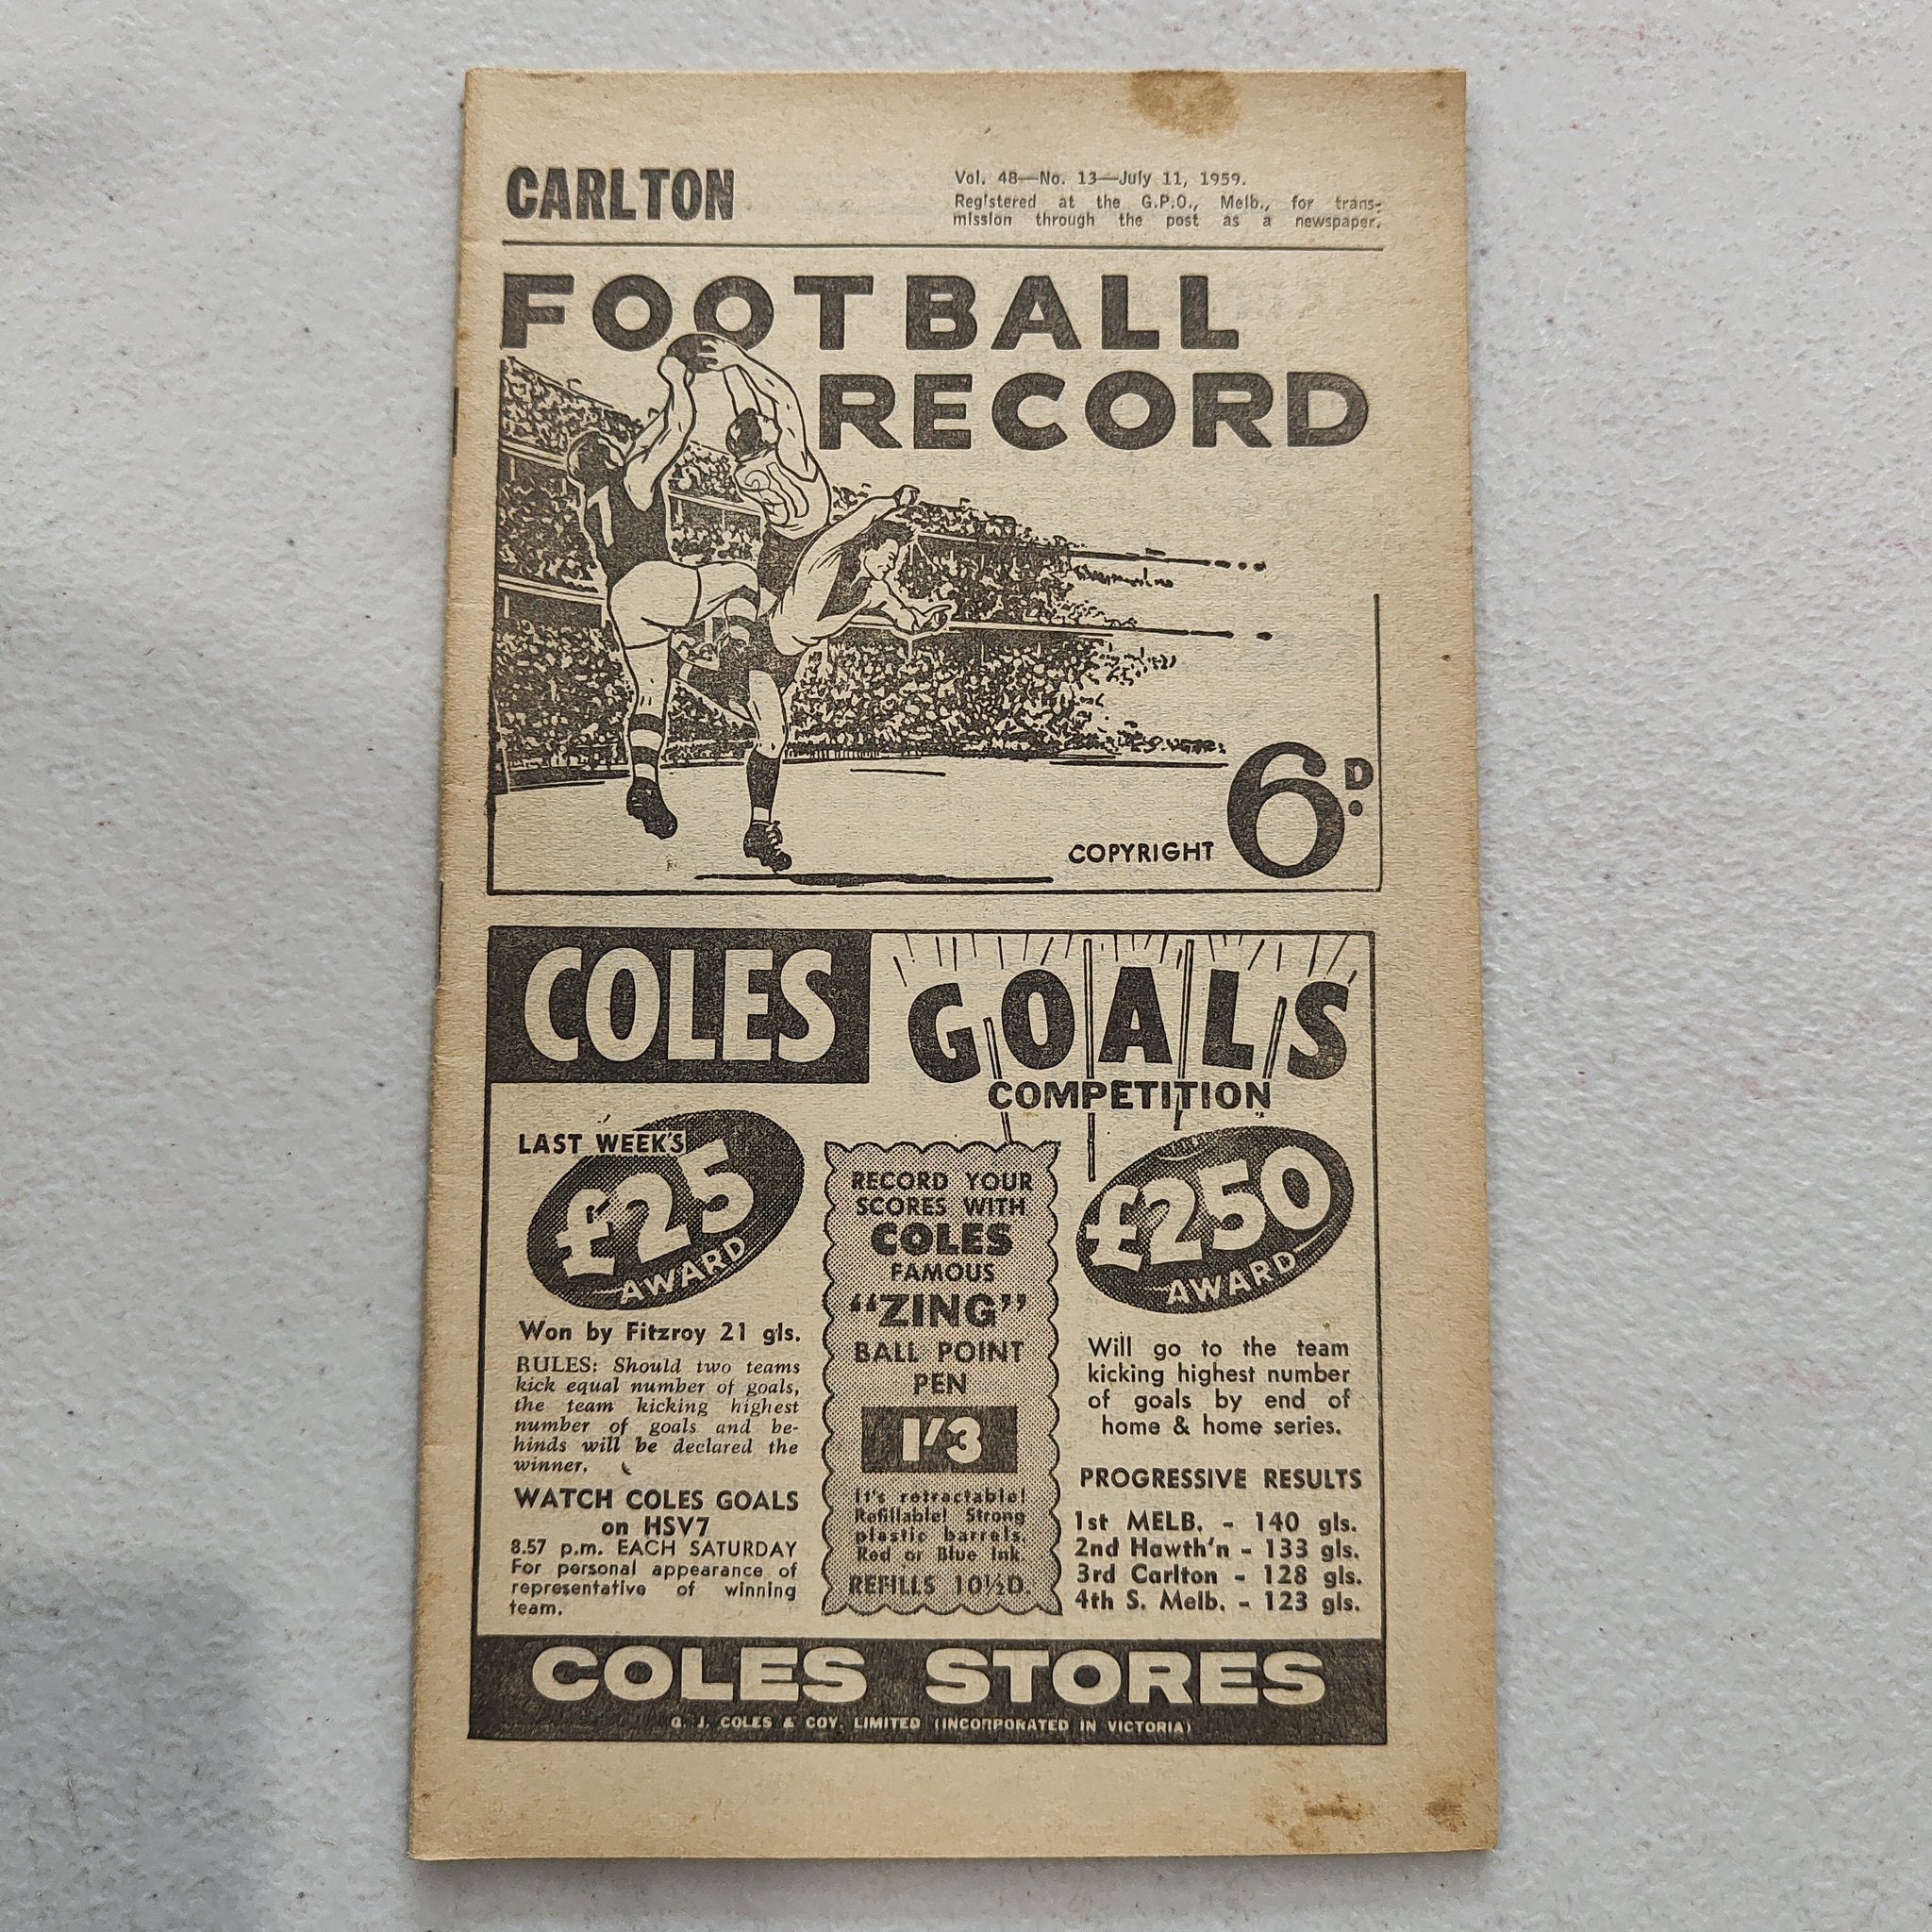 CARLTON
Vol. 48—No. 13—July 11, 1959.
Registered at the G.P.O., Melb., for trans-
mission through the post as a newspaper.
FOOTBALL
RECORD
7
31
COPYRIGHT 6D.
COLES GOALS
COMPETITION
LAST WEEK'S
£25
AWARD
Won by Fitzroy 21 gls.
RULES: Should two teams
kick equal number of goals,
the team kicking highest
number of goals and be-
hinds will be declared the
winner.
WATCH COLES GOALS
on HSV7
8.57 p.m. EACH SATURDAY
For personal appearance of
representative of winning
team.
RECORD YOUR
SCORES WITH
COLES
FAMOUS
"ZING"
BALL POINT
PEN
1/3
It's retractable!
Refillable! Strong
plastic barrels.
Red or Blue Ink.
REFILLS 10½D.
£250
AWARD
Will go to the team
kicking highest number
of goals by end of
home & home series.
PROGRESSIVE RESULTS
1st MELB. - 140 gls.
2nd Hawth'n - 133 gls.
3rd Carlton - 128 gls.
4th S. Melb. - 123 gls.
COLES STORES
G. J. COLES & COY. LIMITED (INCORPORATED IN VICTORIA)